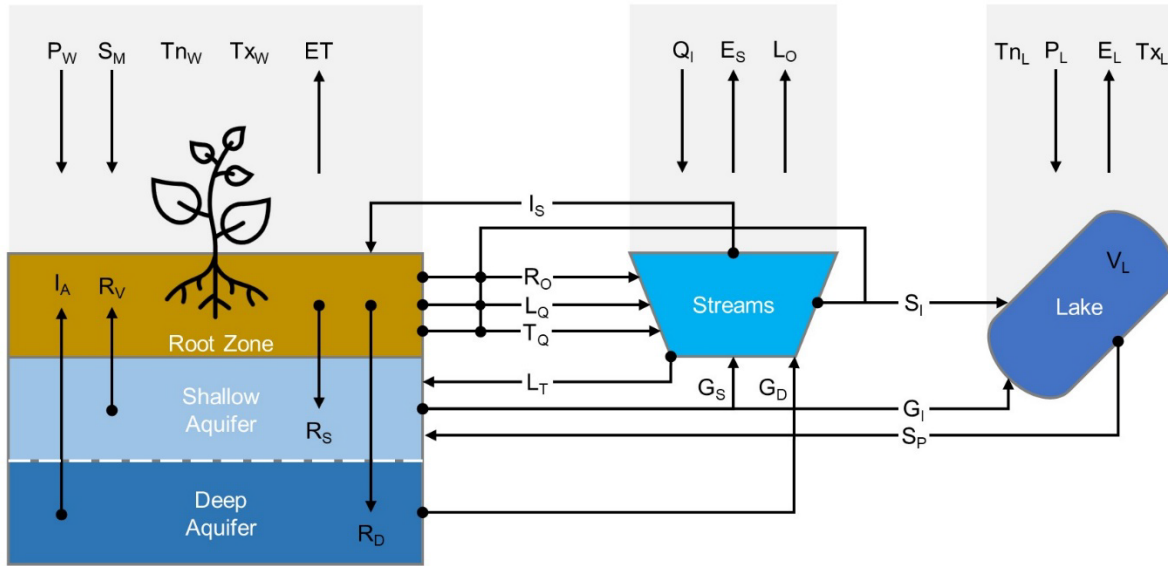 P_W S_M Tn_W Tx_W ET
Q_I E_S L_O
Tn_L P_L E_L Tx_L
I_S
I_A R_V
R_O
L_Q
T_Q
Root Zone
Streams
S_I
V_L
Lake
L_T
G_S G_D
G_I
S_P
Shallow
Aquifer
R_S
Deep
Aquifer
R_D